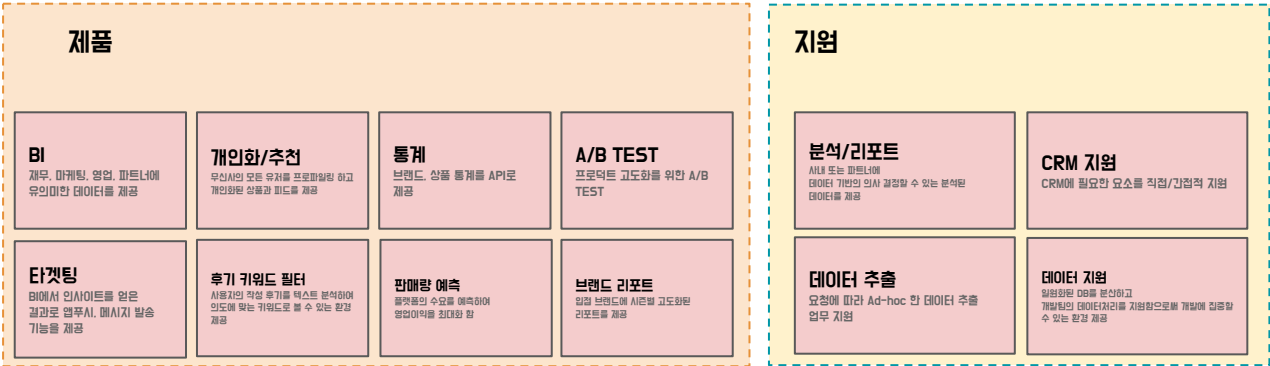 제품
BI
재무, 마케팅, 영업, 파트너에
유의미한 데이터를 제공
개인화/추천
무신사의 모든 유저를 프로파일링 하고
개인화된 상품과 피드를 제공
통계
브랜드, 상품 통계를 API로
제공
A/B TEST
프로덕트 고도화를 위한 A/B
TEST
타겟팅
BI에서 인사이트를 얻은
결과로 앱푸시, 메시지 발송
기능을 제공
후기 키워드 필터
사용자의 작성 후기를 텍스트 분석하여
의도에 맞는 키워드로 볼 수 있는 환경
제공
판매량 예측
플랫폼의 수요를 예측하여
영업이익을 최대화 함
브랜드 리포트
입점 브랜드에 시즌별 고도화된
리포트를 제공
지원
분석/리포트
사내 또는 파트너에
데이터 기반의 의사 결정할 수 있는 분석된
데이터를 제공
CRM 지원
CRM에 필요한 요소를 직접/간접적 지원
데이터 추출
요청에 따라 Ad-hoc 한 데이터 추출
업무 지원
데이터 지원
일원화된 DB를 분산하고
개발팀의 데이터처리를 지원함으로써 개발에 집중할
수 있는 환경 제공